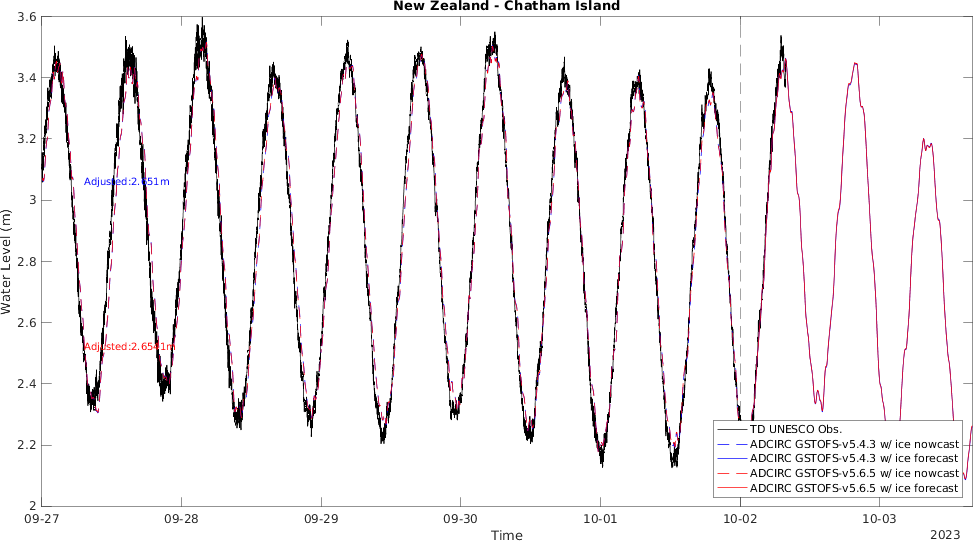 New Zealand - Chatham Island
3.6
3.4
3.2
3
2.8
2.6
2.4
2.2
2
Water Level (m)
Adjusted:2.651m
Adjusted:2.6541m
TD UNESCO Obs.
ADCIRC GSTOFS-v5.4.3 w/ ice nowcast
ADCIRC GSTOFS-v5.4.3 w/ ice forecast
ADCIRC GSTOFS-v5.6.5 w/ ice nowcast
ADCIRC GSTOFS-v5.6.5 w/ ice forecast
09-27 09-28 09-29 09-30 10-01 10-02 10-03
Time
2023